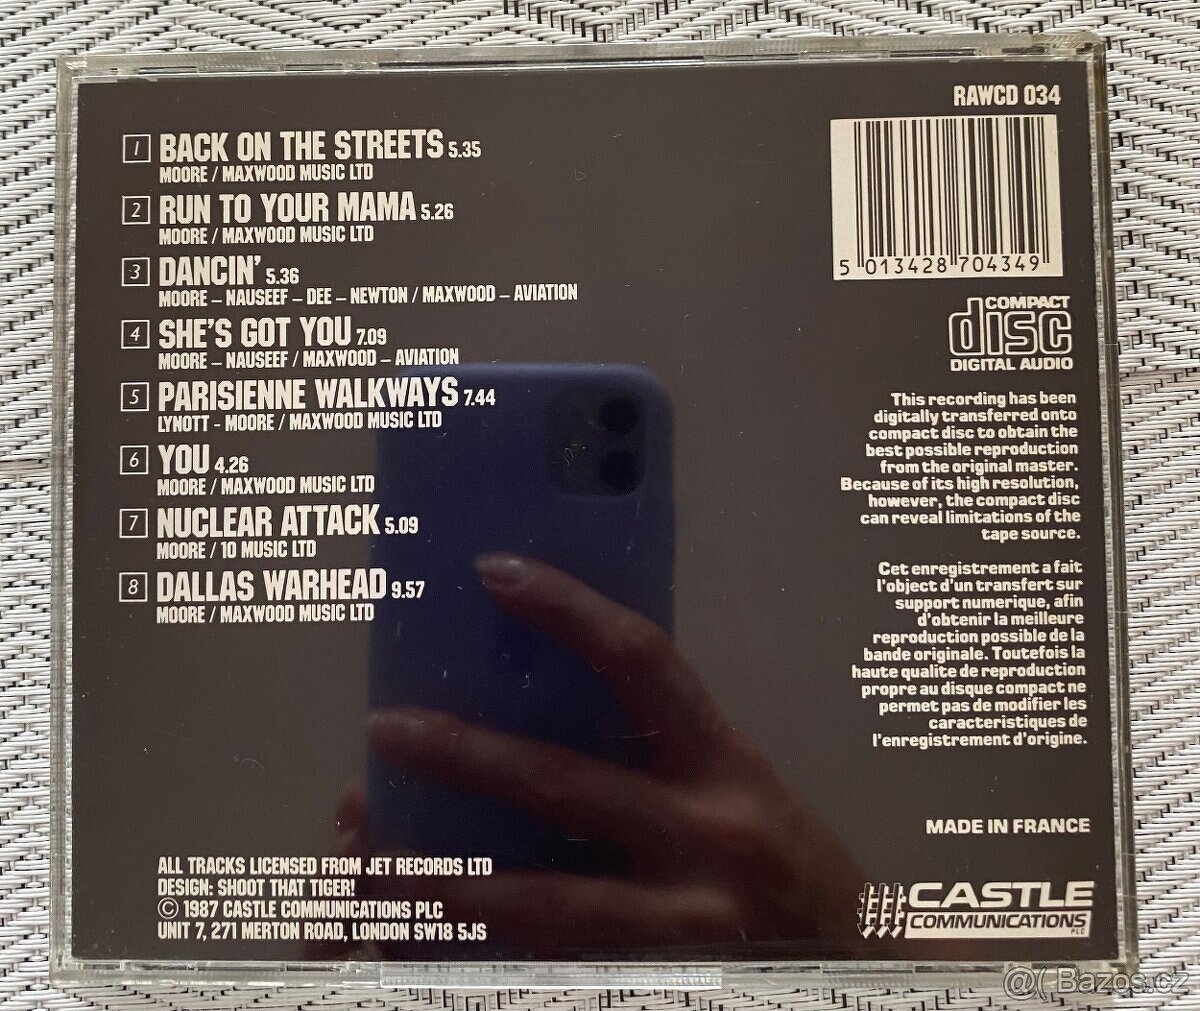 RAWCD 034
1 BACK ON THE STREETS 5.35
MOORE / MAXWOOD MUSIC LTD
2 RUN TO YOUR MAMA 5.26
MOORE / MAXWOOD MUSIC LTD
3 DANCIN' 5.36
MOORE – NAUSEEF – DEE – NEWTON / MAXWOOD – AVIATION
4 SHE'S GOT YOU 7.09
MOORE – NAUSEEF / MAXWOOD – AVIATION
5 PARISIENNE WALKWAYS 7.44
LYNOTT - MOORE / MAXWOOD MUSIC LTD
6 YOU 4.26
MOORE / MAXWOOD MUSIC LTD
7 NUCLEAR ATTACK 5.09
MOORE / 10 MUSIC LTD
8 DALLAS WARHEAD 9.57
MOORE / MAXWOOD MUSIC LTD
ALL TRACKS LICENSED FROM JET RECORDS LTD
DESIGN: SHOOT THAT TIGER!
© 1987 CASTLE COMMUNICATIONS PLC
UNIT 7, 271 MERTON ROAD, LONDON SW18 5JS
5 013428 704349
COMPACT
disc
DIGITAL AUDIO
This recording has been
digitally transferred onto
compact disc to obtain the
best possible reproduction
from the original master.
Because of its high resolution,
however, the compact disc
can reveal limitations of the
tape source.
Cet enregistrement a fait
l'object d'un transfert sur
support numerique, afin
d'obtenir la meilleure
reproduction possible de la
bande originale. Toutefois la
haute qualite de reproduction
propre au disque compact ne
permet pas de modifier les
caracteristiques de
l'enregistrement d'origine.
MADE IN FRANCE
CASTLE
COMMUNICATIONS
PLC
@( Bazos.cz